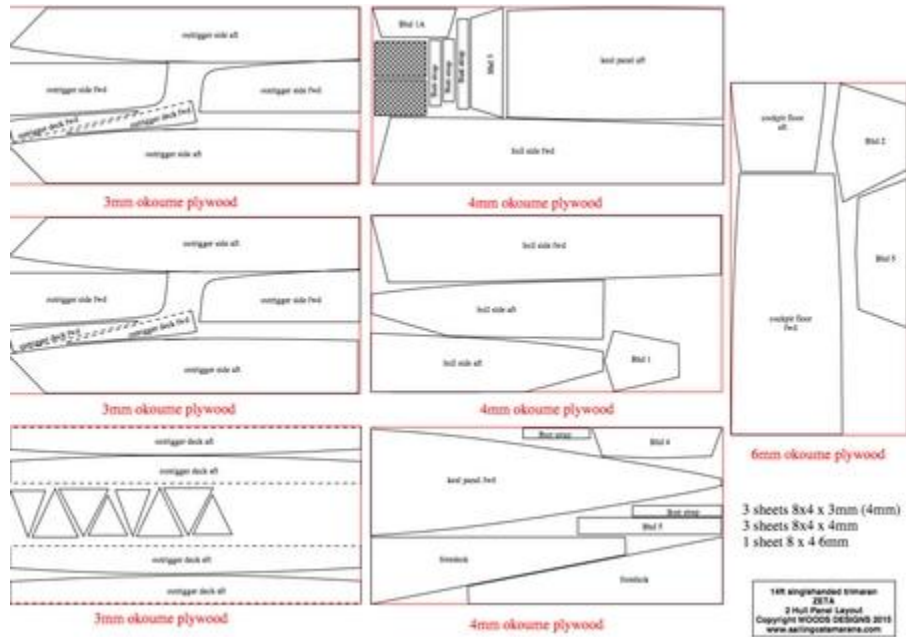 outrigger side aft
outrigger side fwd
outrigger side fwd
outrigger deck fwd
outrigger deck fwd
outrigger side aft
3mm okoume plywood
Bhd 1A
float strap
float strap
float strap
Bhd 3
keel panel aft
hull side fwd
4mm okoume plywood
outrigger side aft
outrigger side fwd
outrigger side fwd
outrigger deck fwd
outrigger deck fwd
outrigger side aft
3mm okoume plywood
hull side fwd
hull side aft
hull side aft
Bhd 1
4mm okoume plywood
cockpit floor
aft
Bhd 2
cockpit floor
fwd
6mm okoume plywood
outrigger deck aft
outrigger deck aft
outrigger deck aft
outrigger deck aft
3mm okoume plywood
Bhd 4
keel panel fwd
foredeck
foredeck
4mm okoume plywood
3 sheets 8x4 x 3mm (4mm)
3 sheets 8x4 x 4mm
1 sheet 8 x 4 6mm
14ft singlehanded trimaran
ZETA
2 Hull Panel Layout
Copyright WOODS DESIGNS 2015
www.sailingcatamarans.com